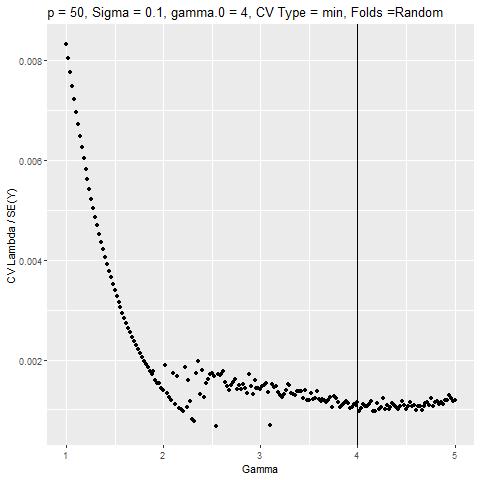 p = 50, Sigma = 0.1, gamma.0 = 4, CV Type = min, Folds =Random
0.008
0.006
0.004
0.002
CV Lambda / SE(Y)
1 2 3 4 5
Gamma